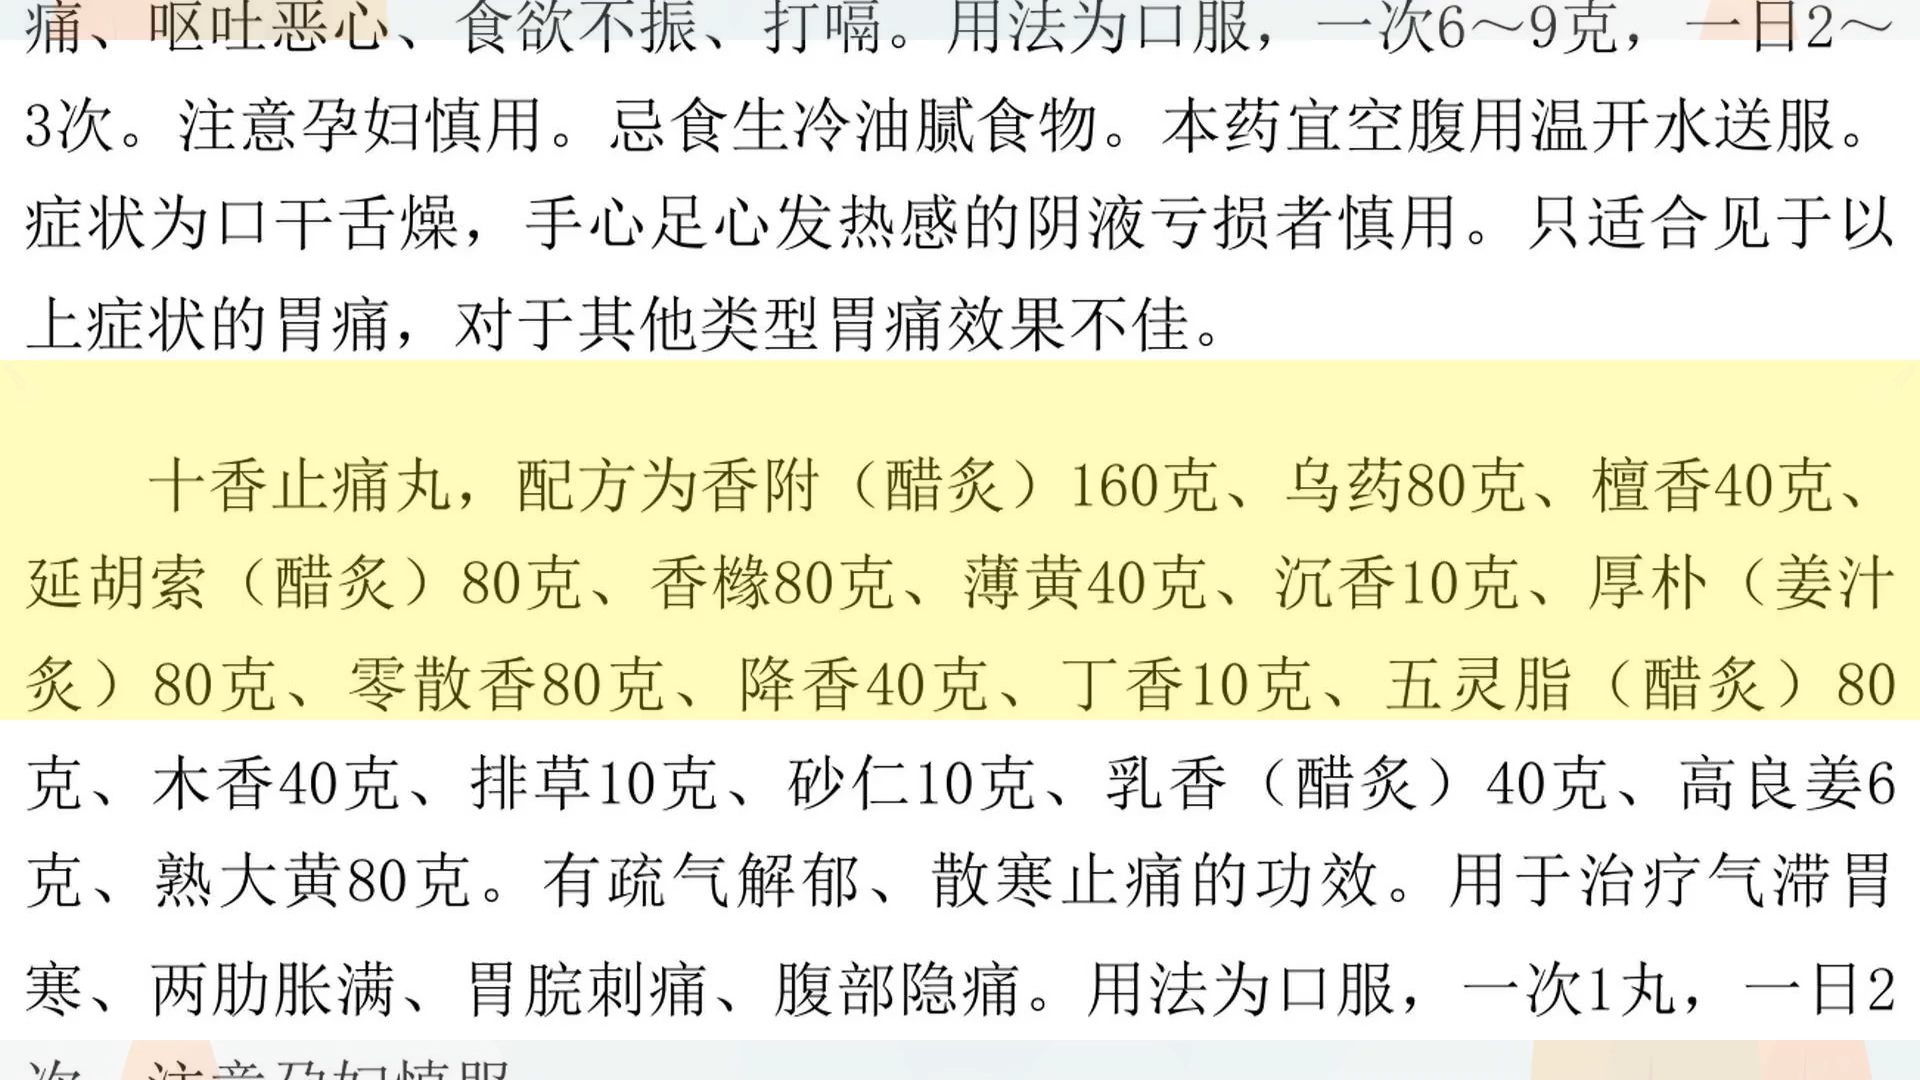 痛、呕吐恶心、食欲不振、打嗝。用法为口服，一次6～9克，一日2～
3次。注意孕妇慎用。忌食生冷油腻食物。本药宜空腹用温开水送服。
症状为口干舌燥，手心足心发热感的阴液亏损者慎用。只适合见于以
上症状的胃痛，对于其他类型胃痛效果不佳。
十香止痛丸，配方为香附（醋炙）160克、乌药80克、檀香40克、
延胡索（醋炙）80克、香橼80克、薄黄40克、沉香10克、厚朴（姜汁
炙）80克、零散香80克、降香40克、丁香10克、五灵脂（醋炙）80
克、木香40克、排草10克、砂仁10克、乳香（醋炙）40克、高良姜6
克、熟大黄80克。有疏气解郁、散寒止痛的功效。用于治疗气滞胃
寒、两肋胀满、胃脘刺痛、腹部隐痛。用法为口服，一次1丸，一日2
次。注意孕妇慎服